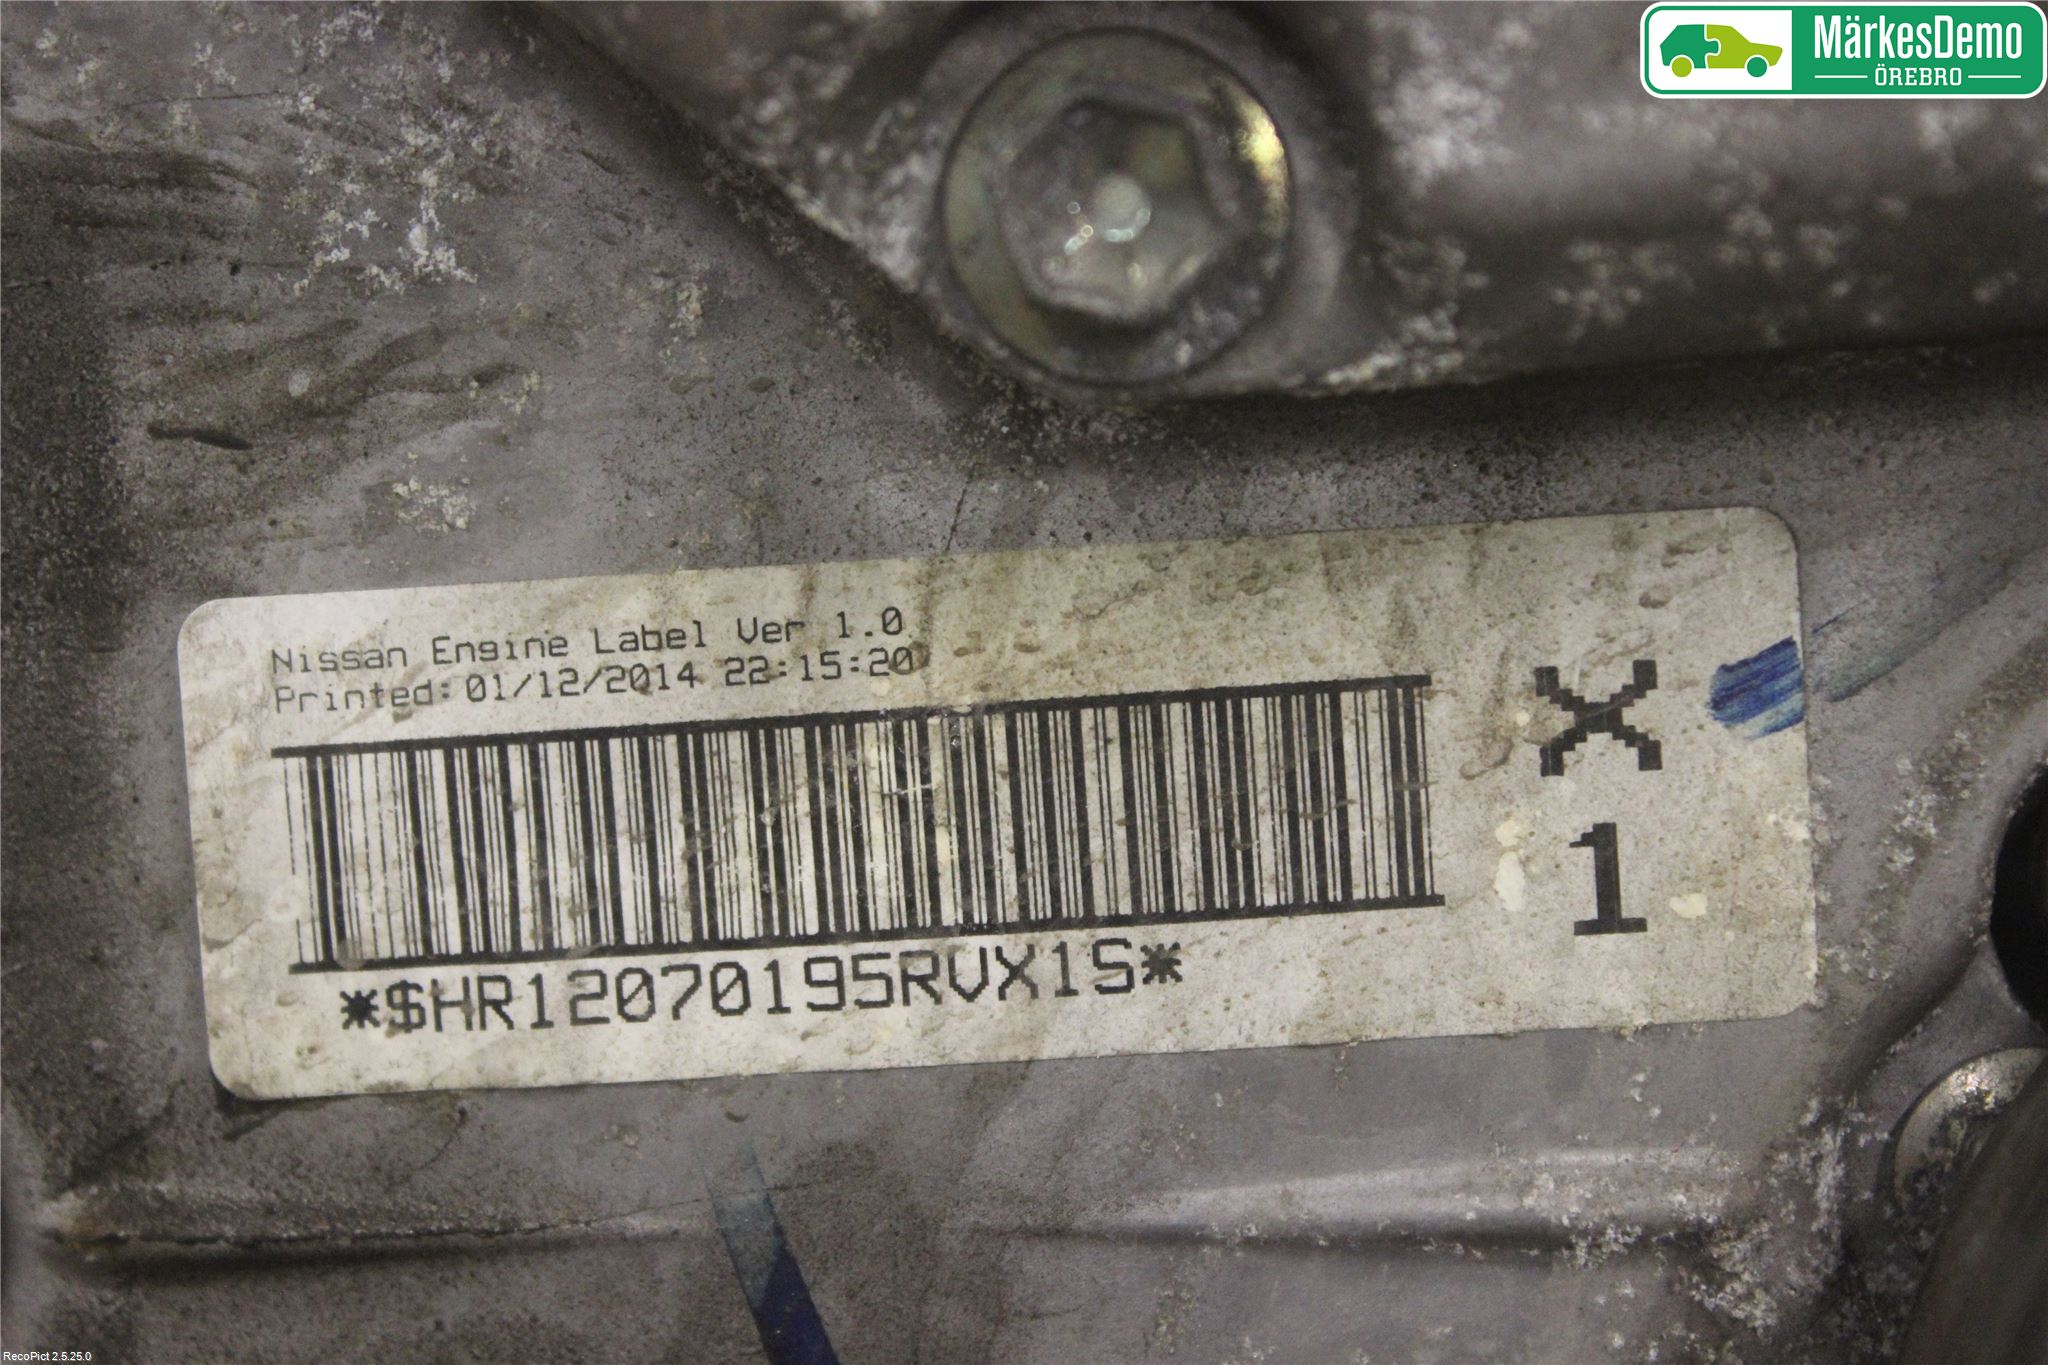 MärkesDemo
ÖREBRO
Nissan Engine Label Ver 1.0
Printed:01/12/2014 22:15:20
X
1
*$HR12070195RVX1S*
RecoPict 2.5.25.0